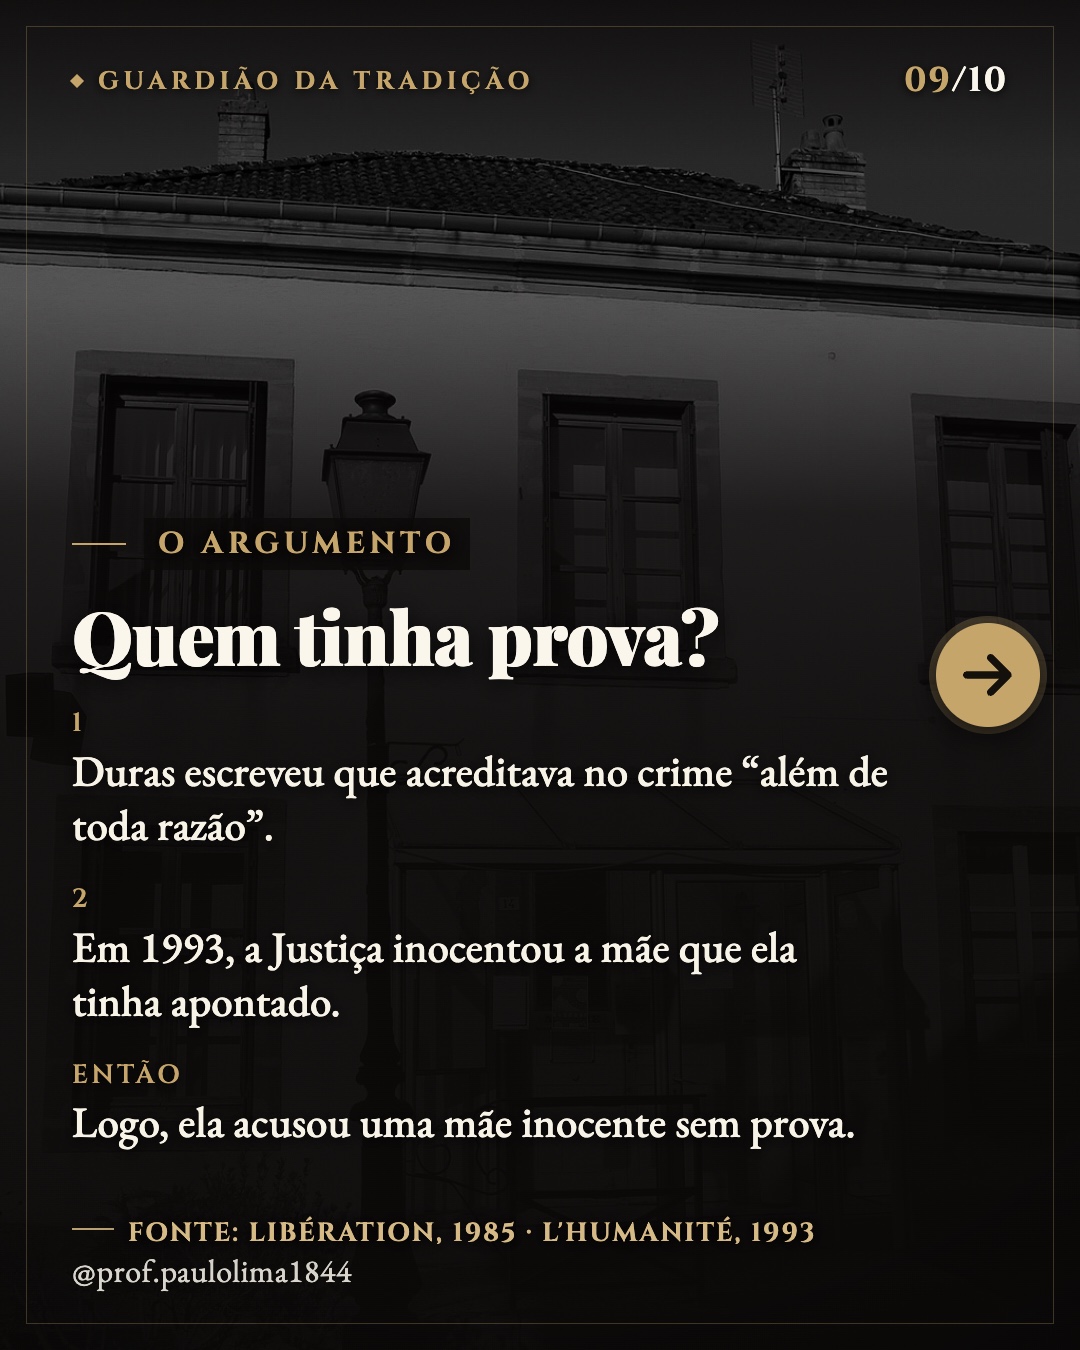 GUARDIÃO DA TRADIÇÃO
09/10
O ARGUMENTO
Quem tinha prova?
1
Duras escreveu que acreditava no crime “além de
toda razão”.
2
Em 1993, a Justiça inocentou a mãe que ela
tinha apontado.
ENTÃO
Logo, ela acusou uma mãe inocente sem prova.
FONTE: LIBÉRATION, 1985 · L'HUMANITÉ, 1993
@prof.paulolima1844